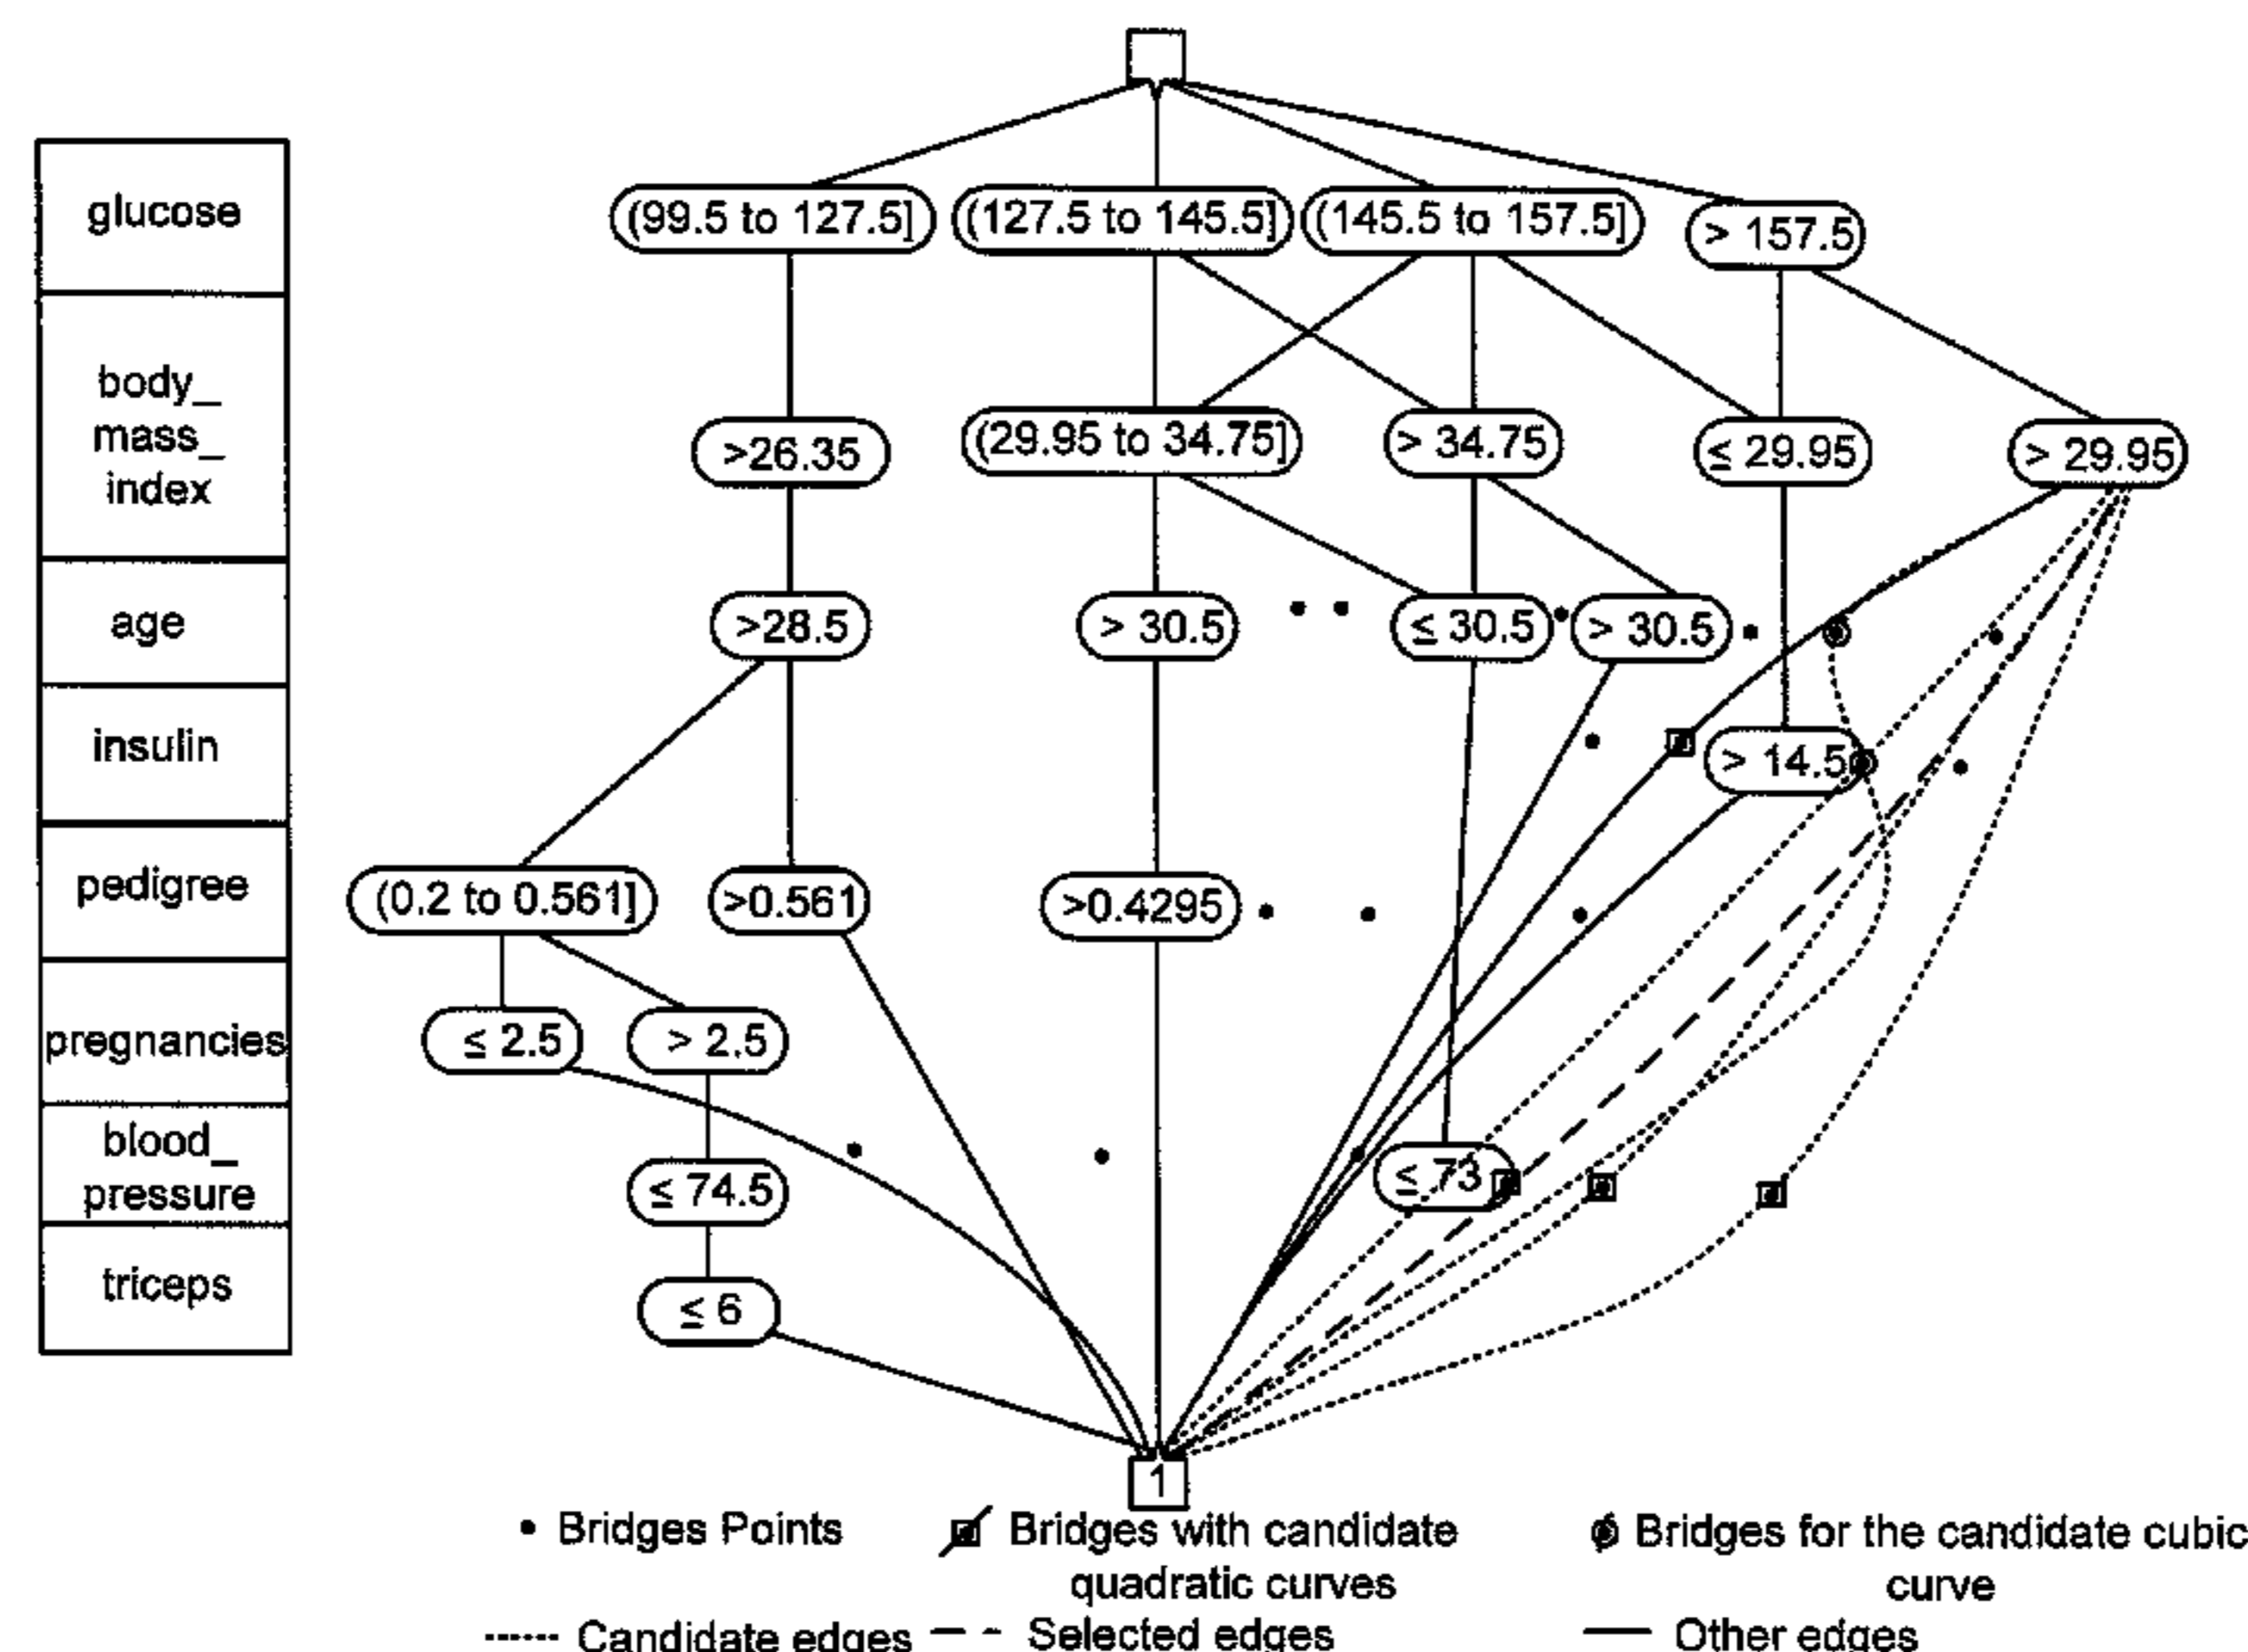 glucose
(99.5 to 127.5]
(127.5 to 145.5]
(145.5 to 157.5]
> 157.5
body_
mass_
index
>26.35
(29.95 to 34.75]
> 34.75
≤ 29.95
> 29.95
age
>28.5
> 30.5
≤ 30.5
> 30.5
insulin
> 14.5
pedigree
(0.2 to 0.561]
>0.561
>0.4295
pregnancies
≤ 2.5
> 2.5
blood_
pressure
≤ 74.5
≤ 73
triceps
≤ 6
1
Bridges Points
Bridges with candidate
quadratic curves
Bridges for the candidate cubic
curve
Candidate edges
Selected edges
Other edges